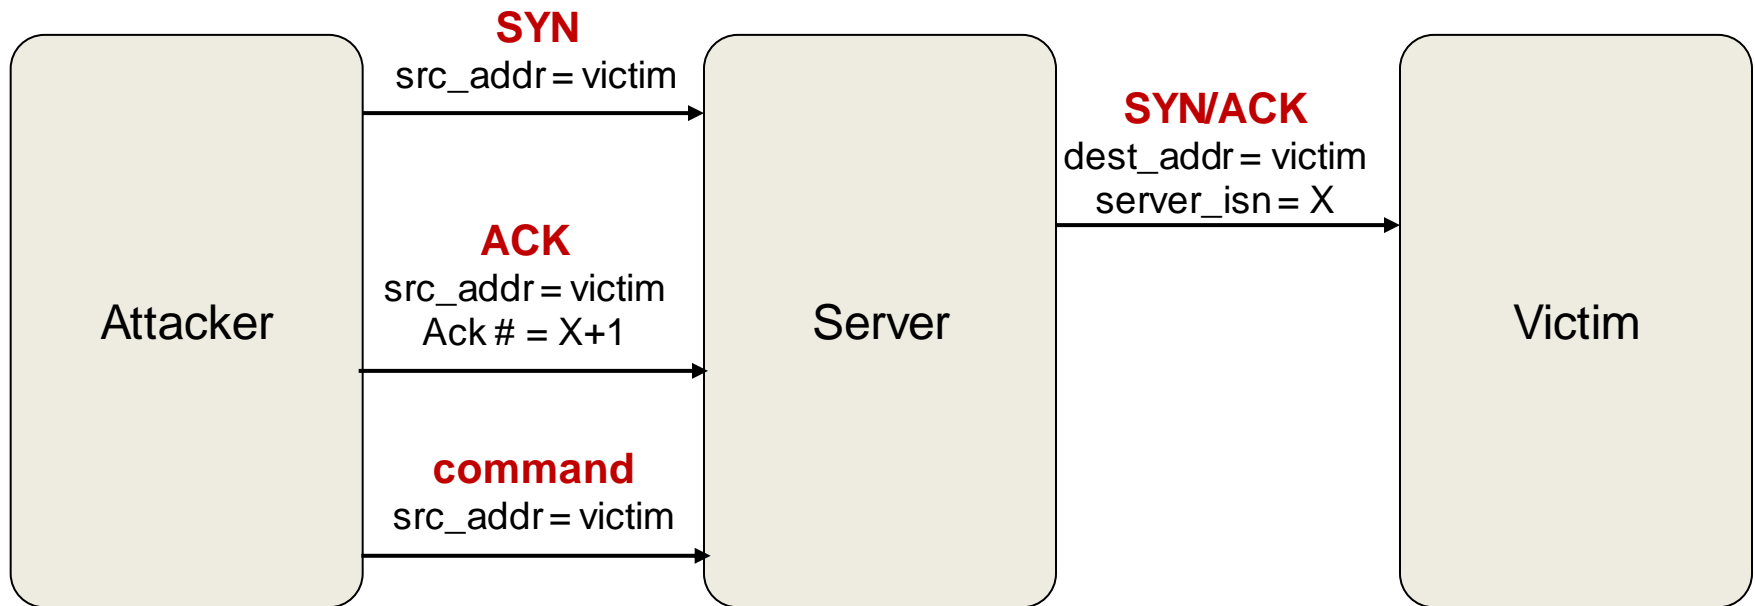 SYN
src_addr = victim
SYN/ACK
dest_addr = victim
server_isn = X
ACK
src_addr = victim
Ack # = X+1
Attacker
Server
Victim
command
src_addr = victim